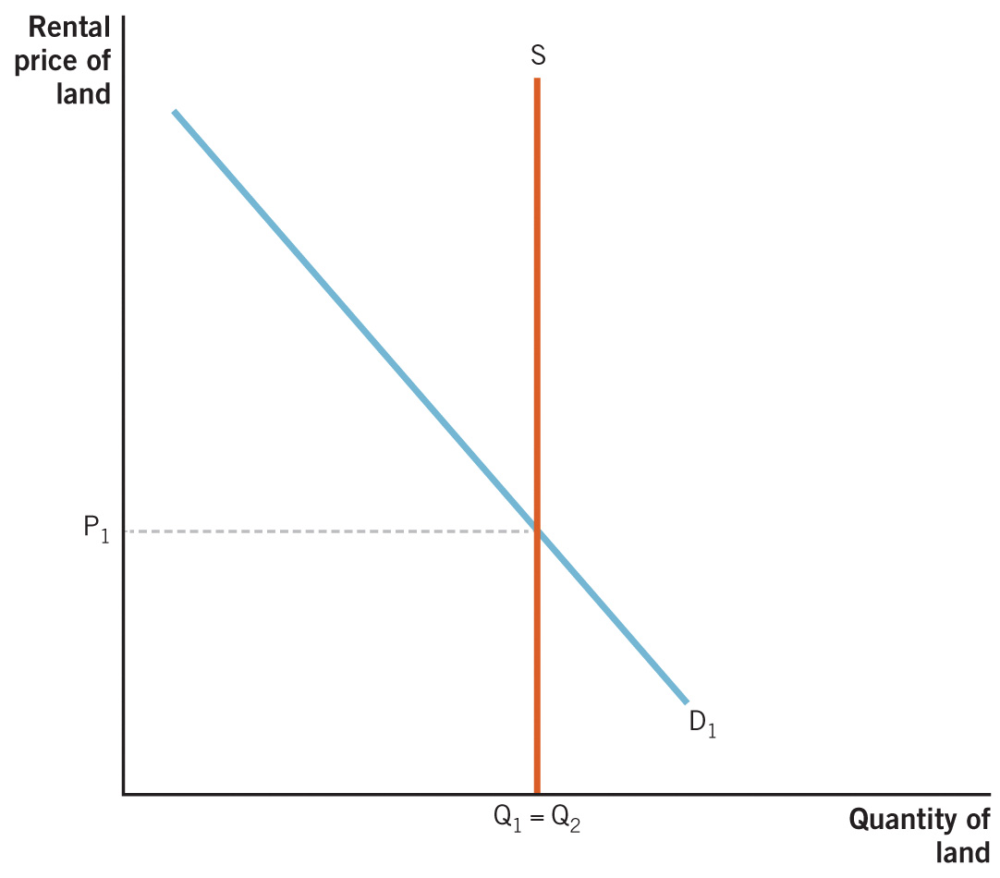 Rental
price of
land
S
P₁
D₁
Q₁ = Q₂
Quantity of
land